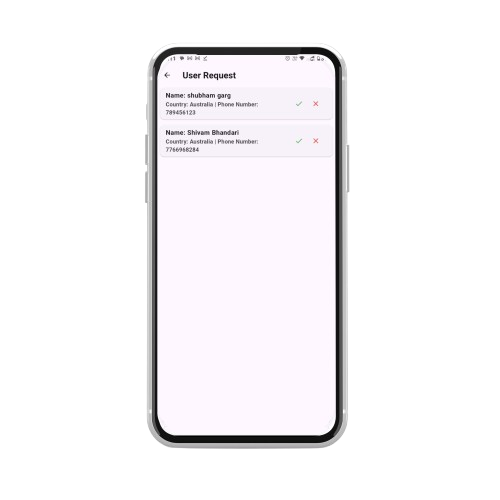 User Request
Name: shubham garg
Country: Australia | Phone Number:
789456123
Name: Shivam Bhandari
Country: Australia | Phone Number:
7766968284